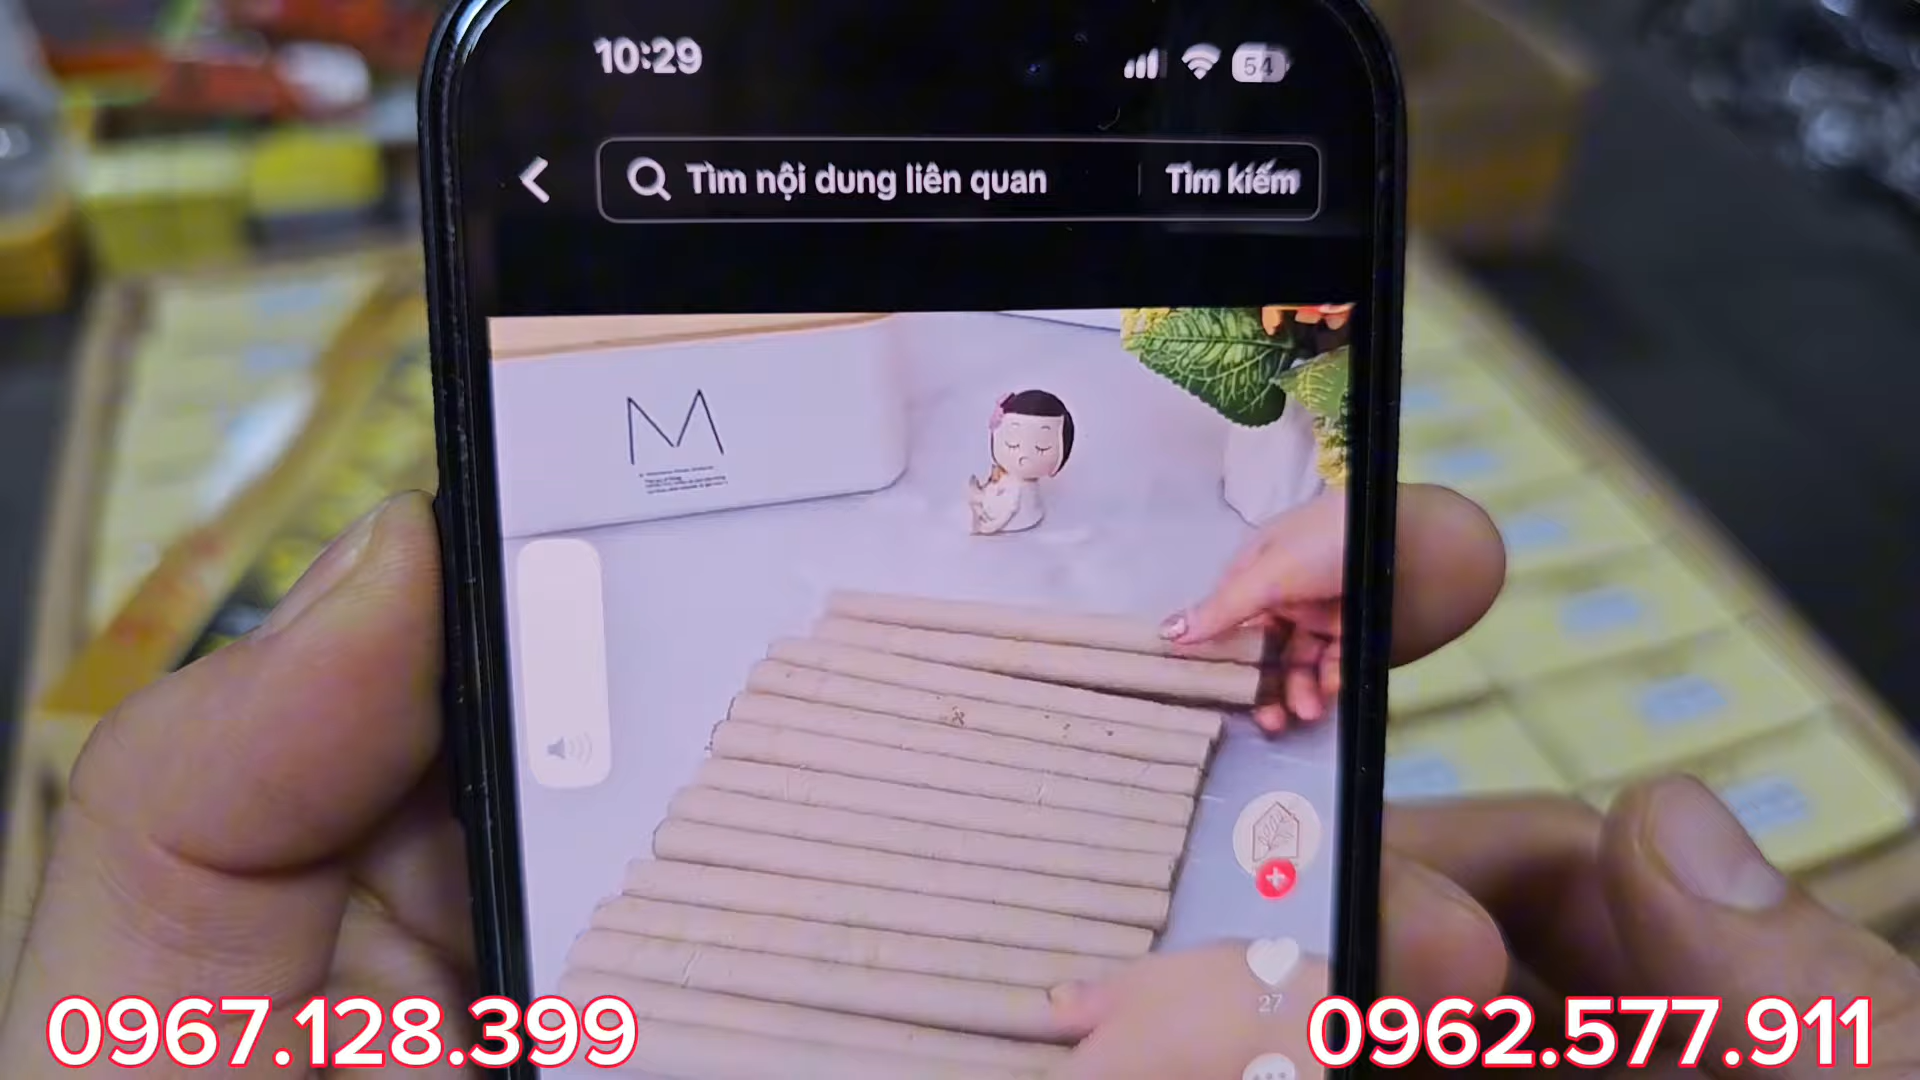 10:29
54
Tìm nội dung liên quan
Tìm kiếm
M
27
0967.128.399
0962.577.911